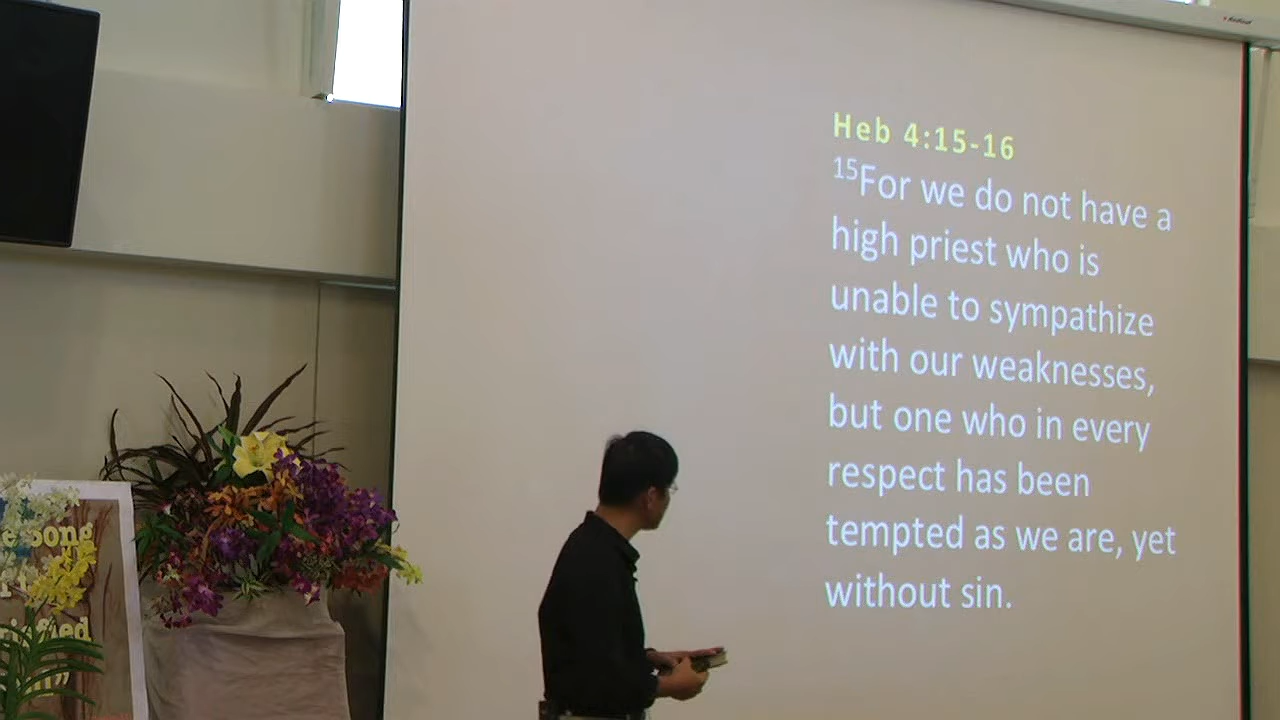 Heb 4:15-16
15For we do not have a
high priest who is
unable to sympathize
with our weaknesses,
but one who in every
respect has been
tempted as we are, yet
without sin.
Song